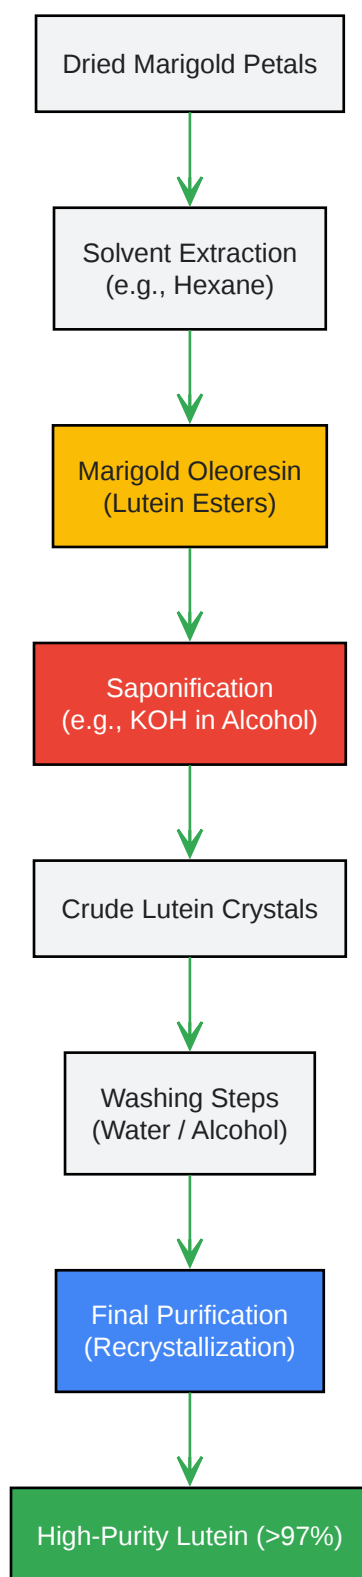 Dried Marigold Petals
Solvent Extraction
(e.g., Hexane)
Marigold Oleoresin
(Lutein Esters)
Saponification
(e.g., KOH in Alcohol)
Crude Lutein Crystals
Washing Steps
(Water / Alcohol)
Final Purification
(Recrystallization)
High-Purity Lutein (>97%)